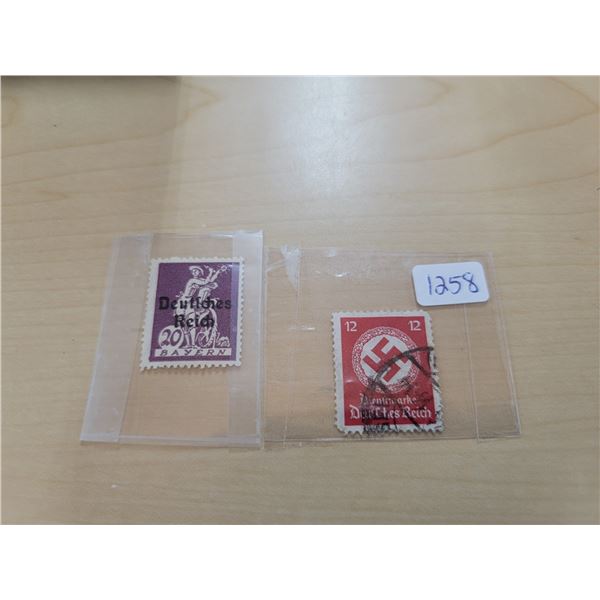 Deutsches
Reich
20
BAYERN
1258
12 12
Dienstmarke
Deutsches Reich